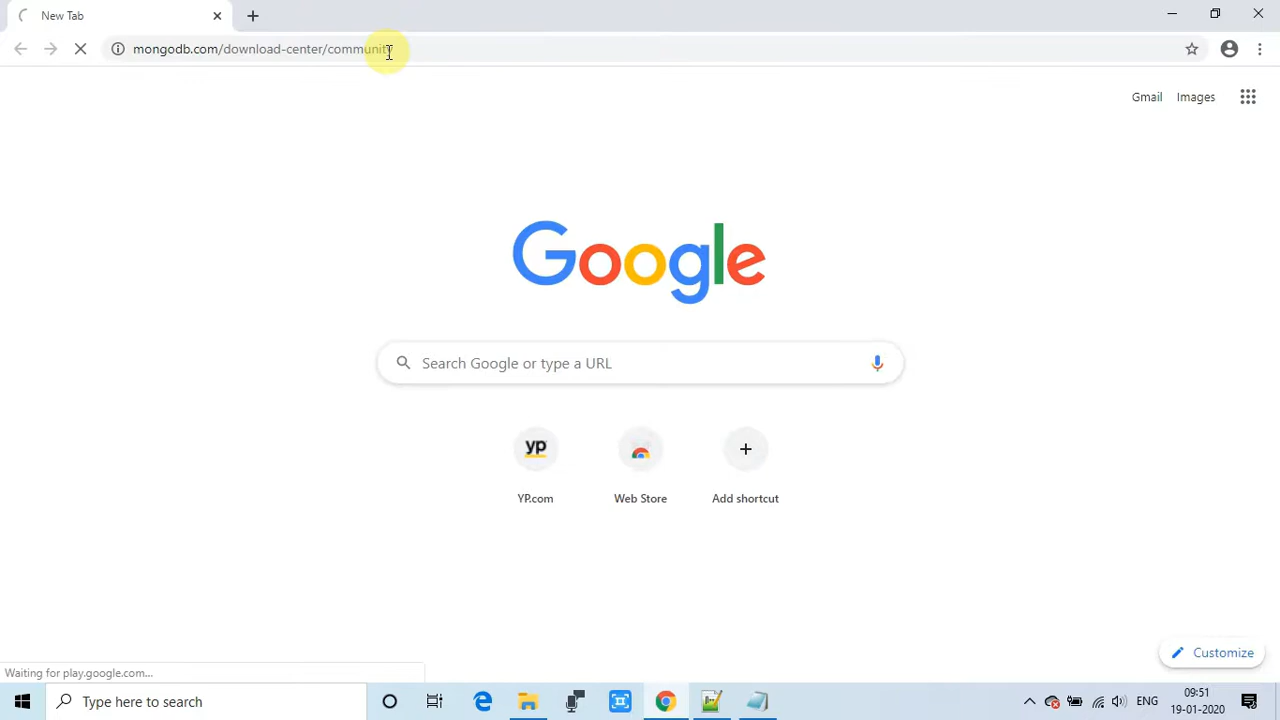 New Tab
mongodb.com/download-center/community
Gmail Images
Google
Search Google or type a URL
yp
YP.com Web Store Add shortcut
Customize
Waiting for play.google.com...
Type here to search
ENG
09:51
19-01-2020